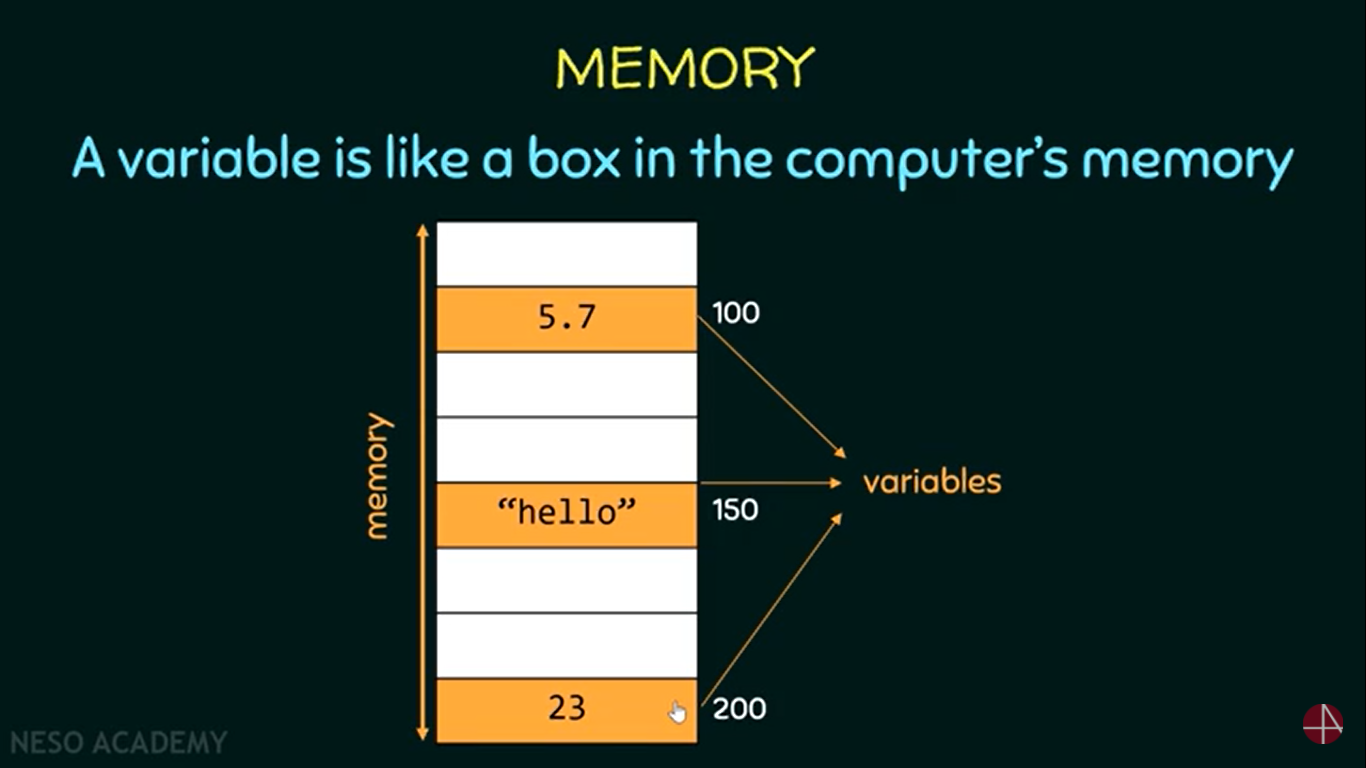 MEMORY
A variable is like a box in the computer’s memory
5.7
100
memory
variables
“hello”
150
23
200
NESO ACADEMY